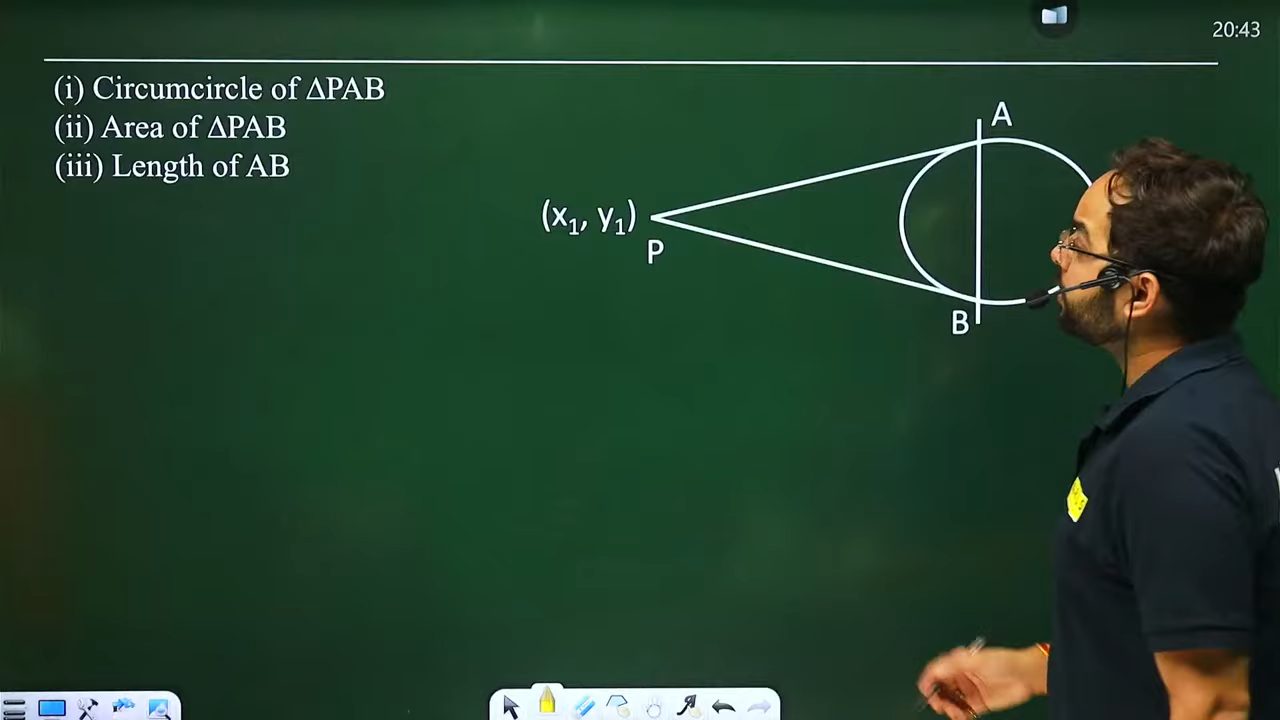 20:43
(i) Circumcircle of ΔPAB
(ii) Area of ΔPAB
(iii) Length of AB
A
(x₁, y₁)
P
B